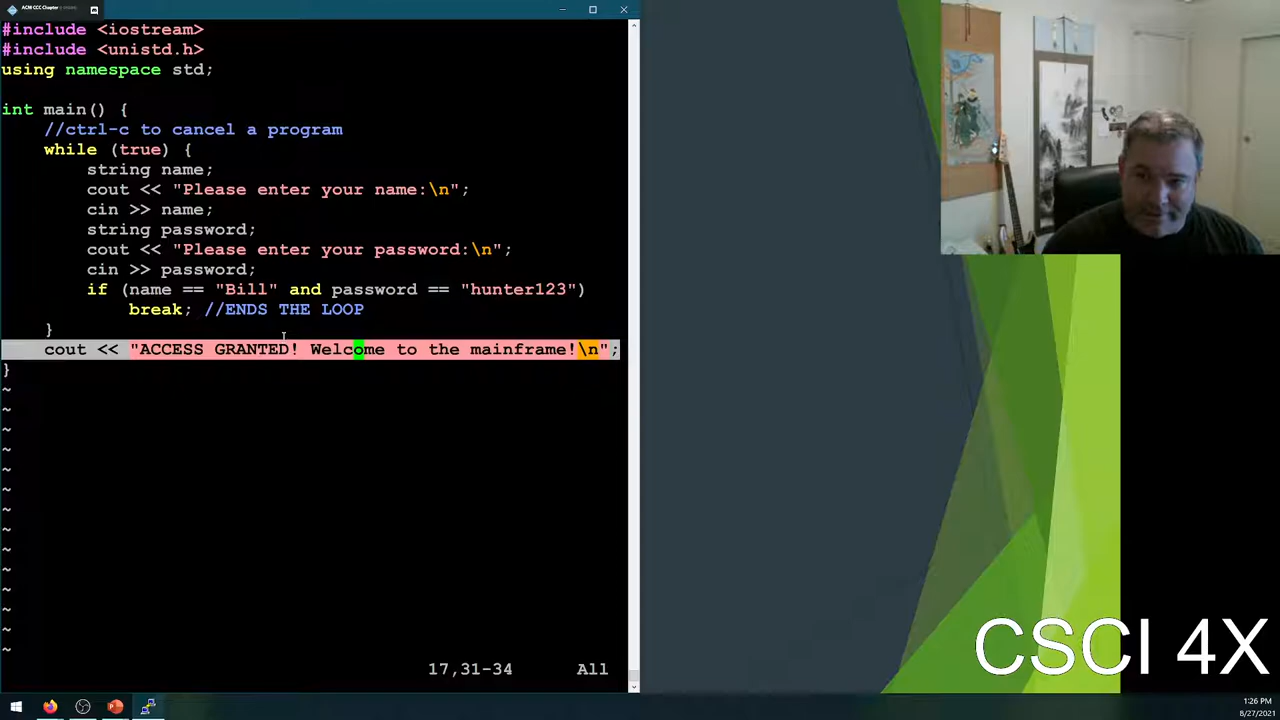 ACM CCC Chapter
#include <iostream>
#include <unistd.h>
using namespace std;
int main() {
//ctrl-c to cancel a program
while (true) {
string name;
cout << "Please enter your name:\n";
cin >> name;
string password;
cout << "Please enter your password:\n";
cin >> password;
if (name == "Bill" and password == "hunter123")
break; //ENDS THE LOOP
}
cout << "ACCESS GRANTED! Welcome to the mainframe!\n";
}
~
~
~
~
~
~
~
~
~
~
~
~
~
~
17,31-34 All
CSCI 4X
1:26 PM
8/27/2021